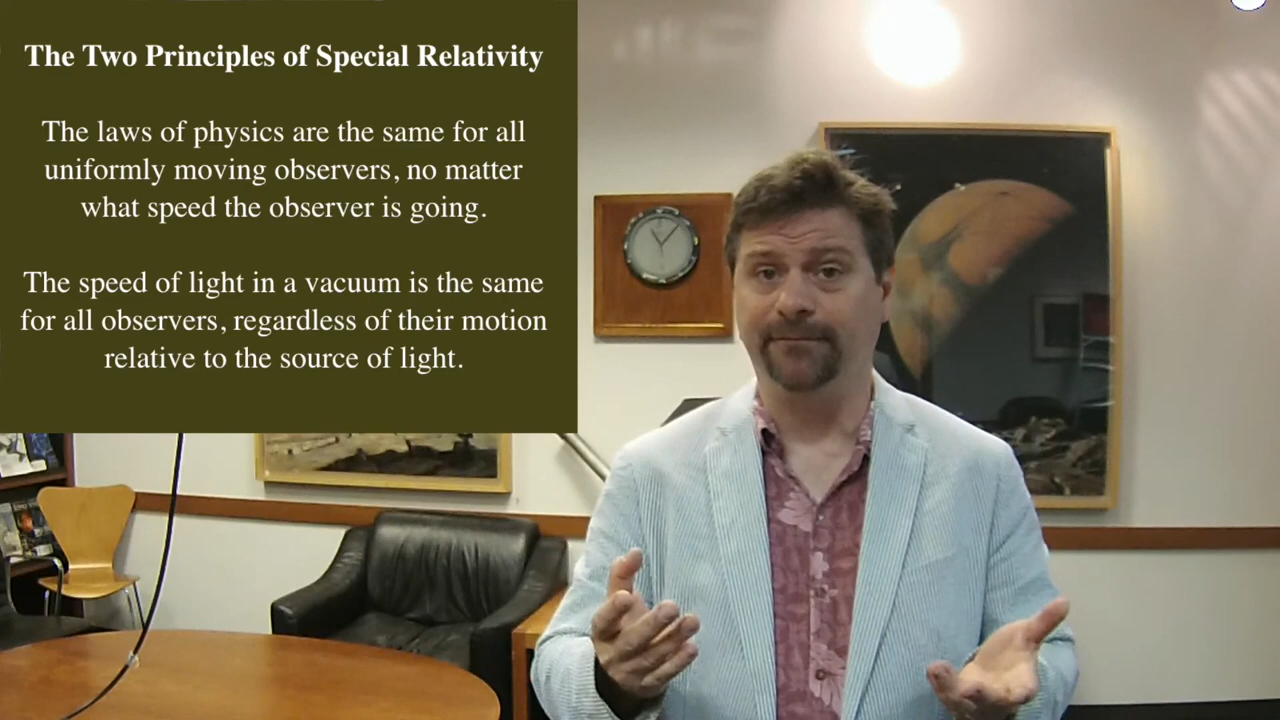 The Two Principles of Special Relativity
The laws of physics are the same for all
uniformly moving observers, no matter
what speed the observer is going.
The speed of light in a vacuum is the same
for all observers, regardless of their motion
relative to the source of light.